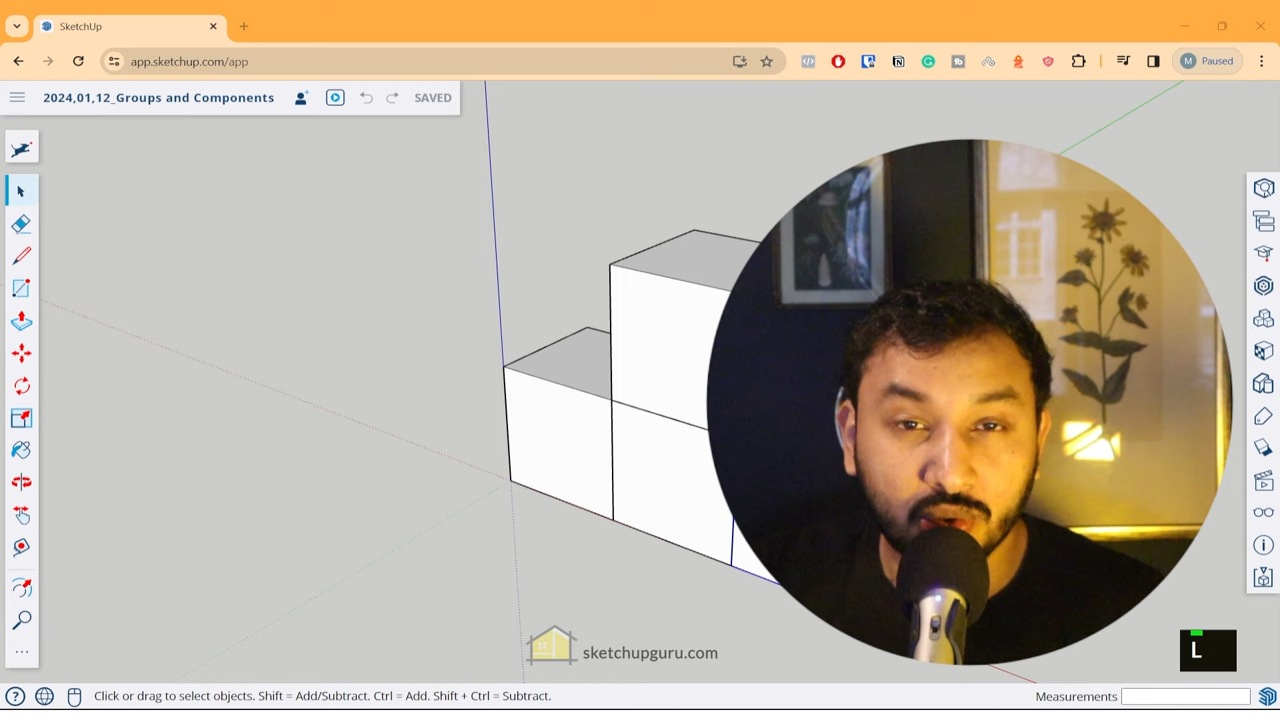 SketchUp
app.sketchup.com/app
M Paused
2024,01,12_Groups and Components
SAVED
sketchupguru.com
L
Click or drag to select objects. Shift = Add/Subtract. Ctrl = Add. Shift + Ctrl = Subtract.
Measurements